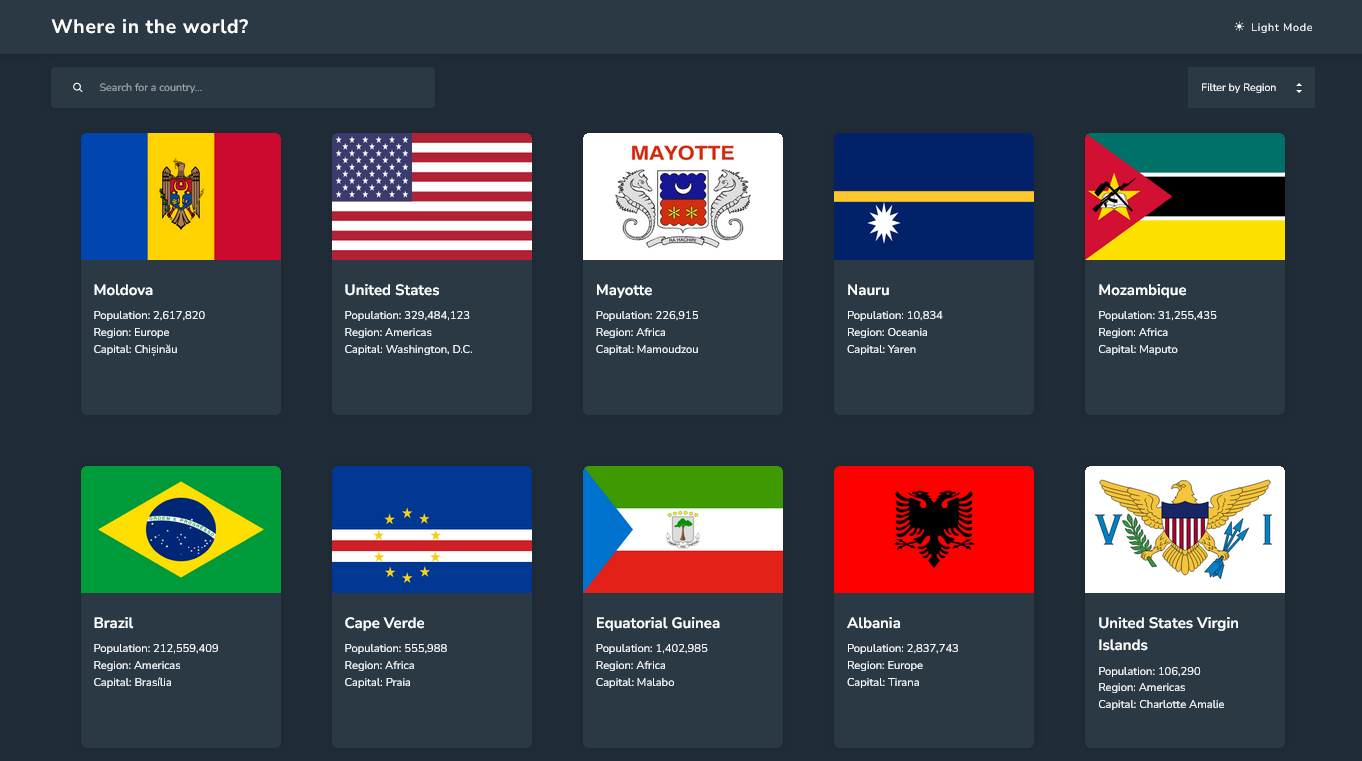 Where in the world?
Light Mode
Search for a country...
Filter by Region
MAYOTTE
RA HACHIRI
Moldova
Population: 2,617,820
Region: Europe
Capital: Chișinău
United States
Population: 329,484,123
Region: Americas
Capital: Washington, D.C.
Mayotte
Population: 226,915
Region: Africa
Capital: Mamoudzou
Nauru
Population: 10,834
Region: Oceania
Capital: Yaren
Mozambique
Population: 31,255,435
Region: Africa
Capital: Maputo
ORDEM E PROGRESSO
V I
Brazil
Population: 212,559,409
Region: Americas
Capital: Brasília
Cape Verde
Population: 555,988
Region: Africa
Capital: Praia
Equatorial Guinea
Population: 1,402,985
Region: Africa
Capital: Malabo
Albania
Population: 2,837,743
Region: Europe
Capital: Tirana
United States Virgin
Islands
Population: 106,290
Region: Americas
Capital: Charlotte Amalie